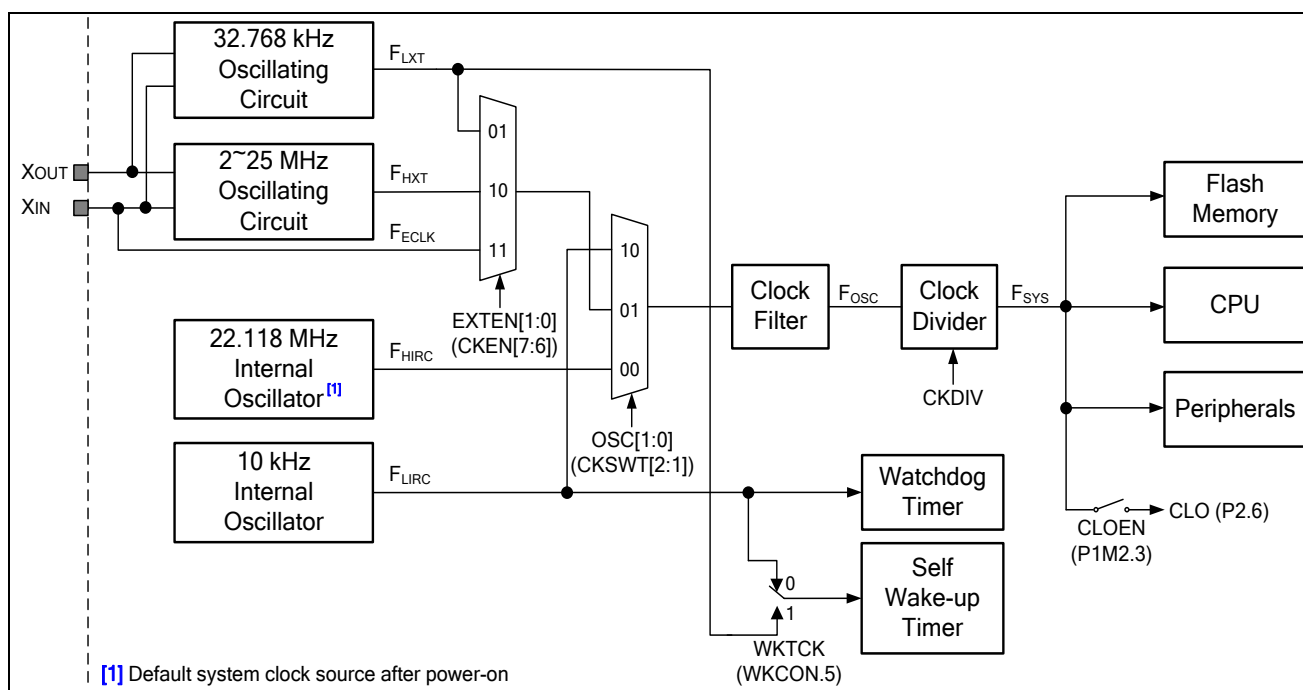 32.768 kHz
Oscillating
Circuit
FLXT
01
XOUT
XIN
2~25 MHz
Oscillating
Circuit
FHXT
10
FECLK
11
EXTEN[1:0]
(CKEN[7:6])
22.118 MHz
Internal
Oscillator[1]
FHIRC
10
01
00
OSC[1:0]
(CKSWT[2:1])
10 kHz
Internal
Oscillator
FLIRC
Clock
Filter
FOSC
Clock
Divider
CKDIV
FSYS
Flash
Memory
CPU
Peripherals
CLOEN
(P1M2.3)
CLO (P2.6)
Watchdog
Timer
0
1
WKTCK
(WKCON.5)
Self
Wake-up
Timer
[1] Default system clock source after power-on